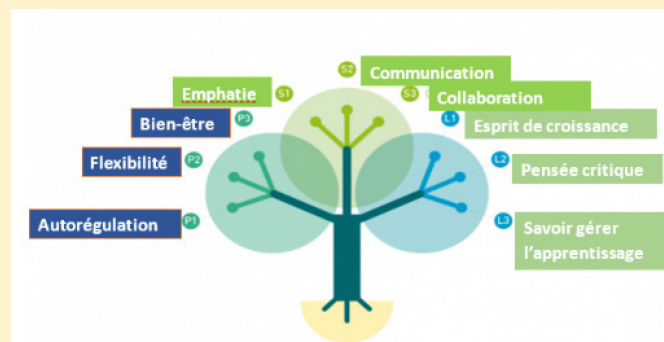 S2 Communication
Emphatie S1
S3 Collaboration
Bien-être P3
L1 Esprit de croissance
Flexibilité P2
L2 Pensée critique
Autorégulation P1
L3 Savoir gérer
l'apprentissage